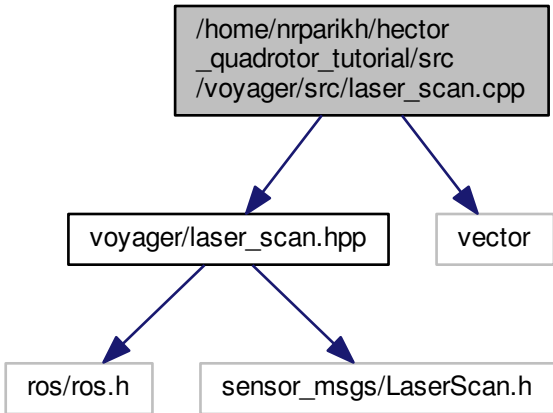 /home/nrparikh/hector
_quadrotor_tutorial/src
/voyager/src/laser_scan.cpp
voyager/laser_scan.hpp
vector
ros/ros.h
sensor_msgs/LaserScan.h